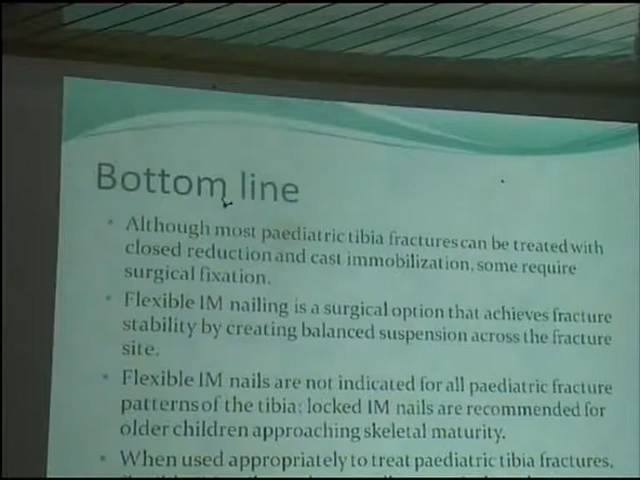 Bottom line
• Although most paediatric tibia fractures can be treated with
closed reduction and cast immobilization, some require
surgical fixation.
• Flexible IM nailing is a surgical option that achieves fracture
stability by creating balanced suspension across the fracture
site.
• Flexible IM nails are not indicated for all paediatric fracture
patterns of the tibia: locked IM nails are recommended for
older children approaching skeletal maturity.
• When used appropriately to treat paediatric tibia fractures,